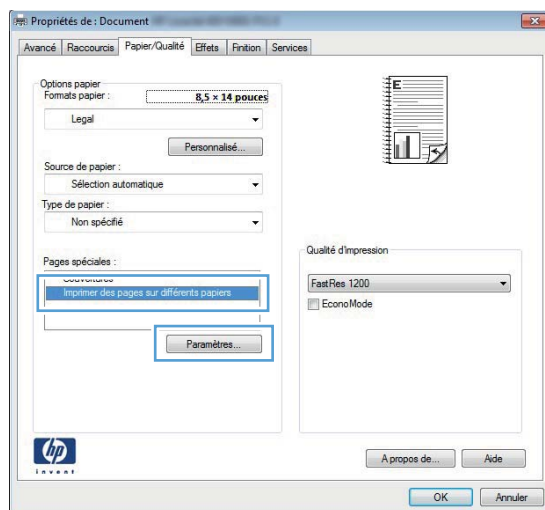 Propriétés de : Document
Avancé Raccourcis Papier/Qualité Effets Finition Services
Options papier
Formats papier :
8,5 × 14 pouces
Legal
Personnalisé...
Source de papier :
Sélection automatique
Type de papier :
Non spécifié
Pages spéciales :
Couvertures
Imprimer des pages sur différents papiers
Paramètres...
E
Qualité d'impression
FastRes 1200
EconoMode
hp
invent
A propos de...
Aide
OK
Annuler